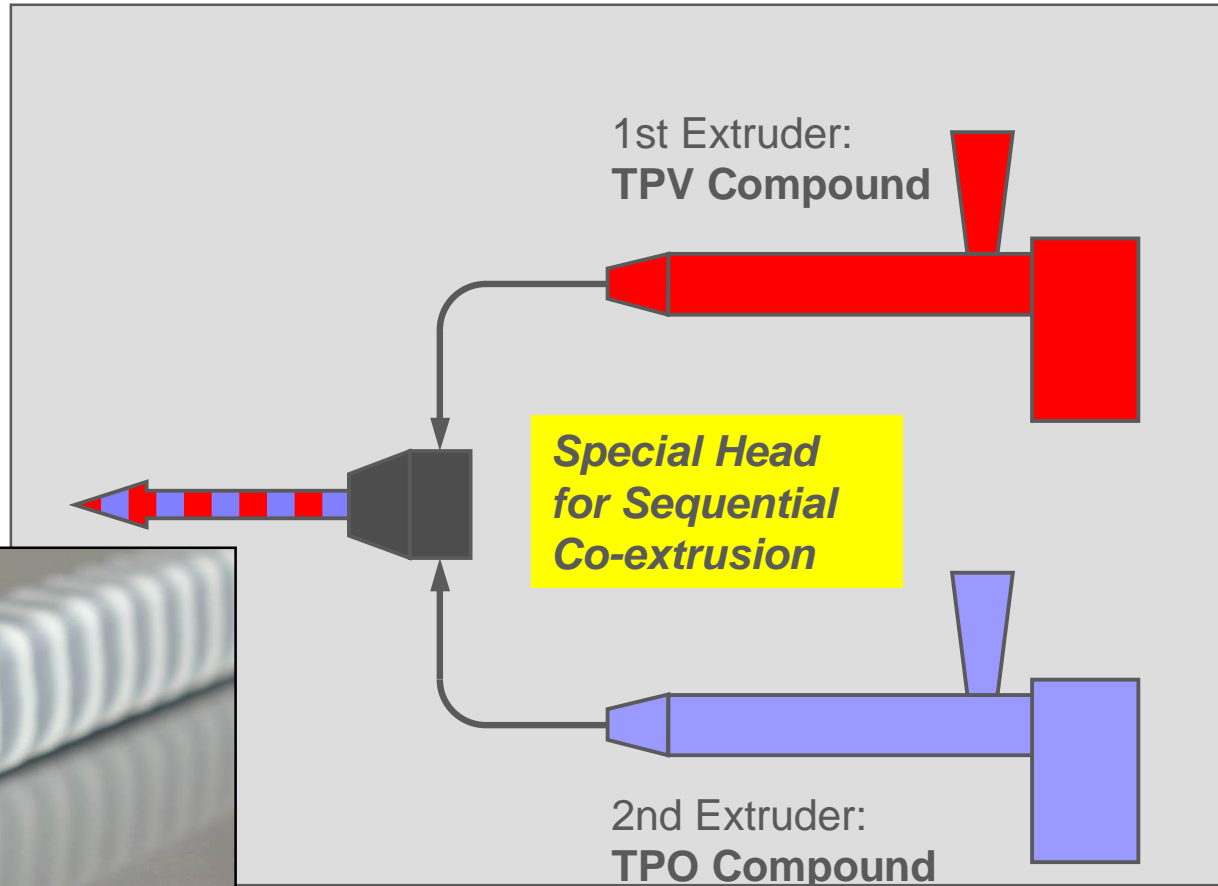 1st Extruder:
TPV Compound
Special Head
for Sequential
Co-extrusion
2nd Extruder:
TPO Compound